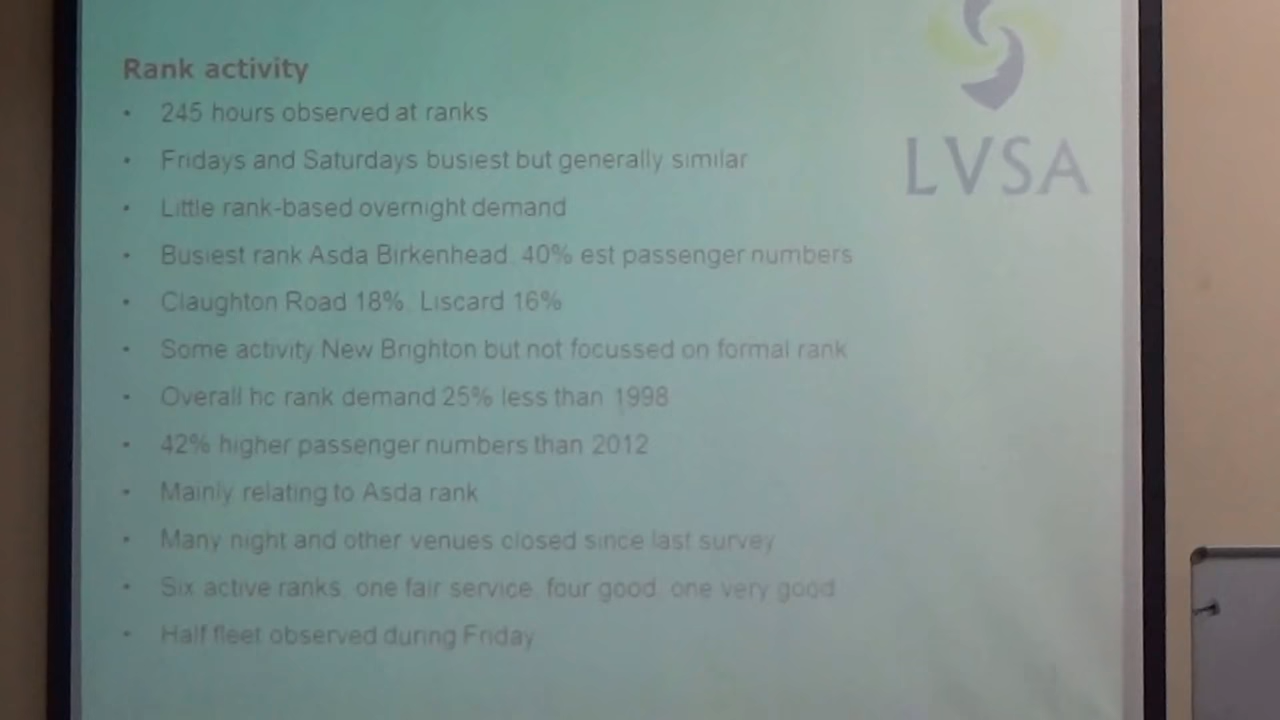 Rank activity
• 245 hours observed at ranks
• Fridays and Saturdays busiest but generally similar
• Little rank-based overnight demand
• Busiest rank Asda Birkenhead, 40% est passenger numbers
• Claughton Road 18%, Liscard 16%
• Some activity New Brighton but not focussed on formal rank
• Overall hc rank demand 25% less than 1998
• 42% higher passenger numbers than 2012
• Mainly relating to Asda rank
• Many night and other venues closed since last survey
• Six active ranks, one fair service, four good, one very good
• Half fleet observed during Friday
LVSA